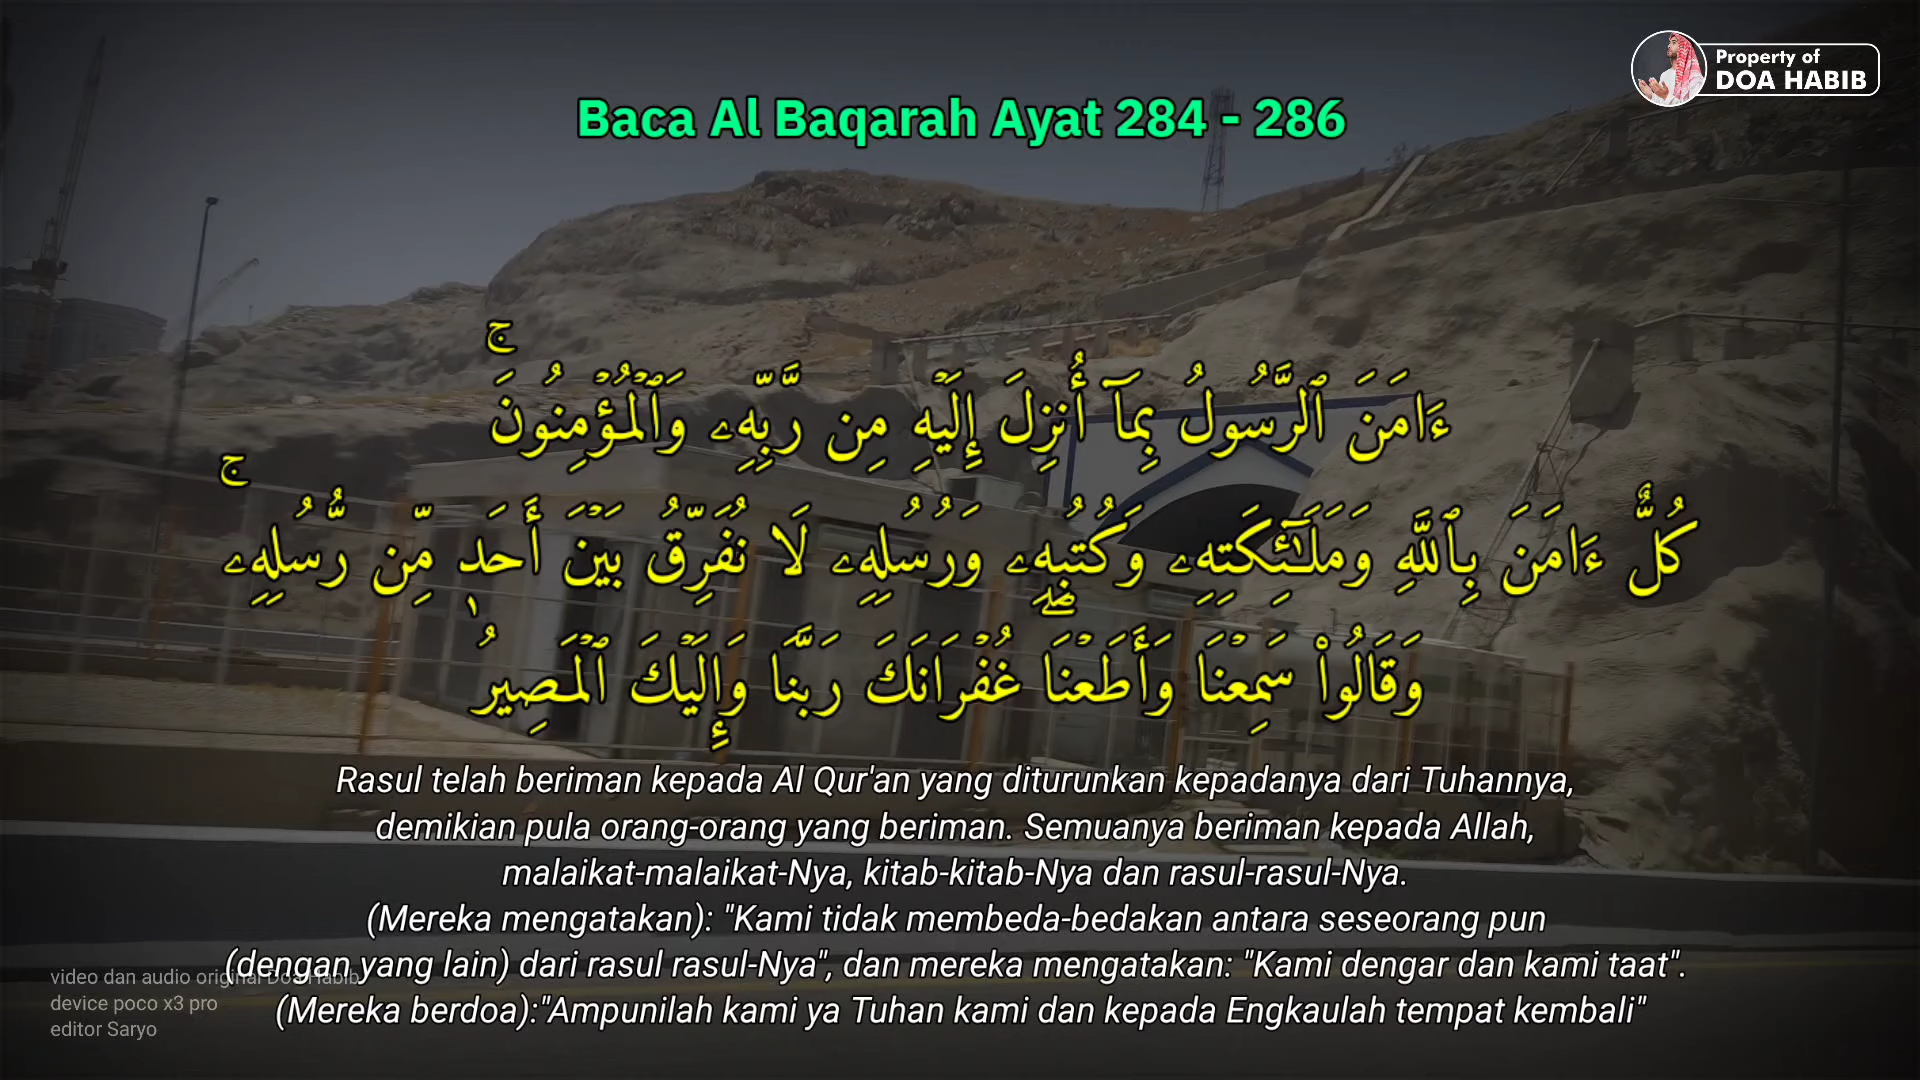 Property of
DOA HABIB
Baca Al Baqarah Ayat 284 - 286
ءَامَنَ ٱلرَّسُولُ بِمَآ أُنزِلَ إِلَيْهِ مِن رَّبِّهِۦ وَٱلْمُؤْمِنُونَ ۚ
كُلٌّ ءَامَنَ بِٱللَّهِ وَمَلَـٰٓئِكَتِهِۦ وَكُتُبِهِۦ وَرُسُلِهِۦ لَا نُفَرِّقُ بَيْنَ أَحَدٍ مِّن رُّسُلِهِۦ ۚ
وَقَالُوا۟ سَمِعْنَا وَأَطَعْنَا ۖ غُفْرَانَكَ رَبَّنَا وَإِلَيْكَ ٱلْمَصِيرُ
Rasul telah beriman kepada Al Qur'an yang diturunkan kepadanya dari Tuhannya,
demikian pula orang-orang yang beriman. Semuanya beriman kepada Allah,
malaikat-malaikat-Nya, kitab-kitab-Nya dan rasul-rasul-Nya.
(Mereka mengatakan): "Kami tidak membeda-bedakan antara seseorang pun
(dengan yang lain) dari rasul rasul-Nya", dan mereka mengatakan: "Kami dengar dan kami taat".
(Mereka berdoa):"Ampunilah kami ya Tuhan kami dan kepada Engkaulah tempat kembali"
video dan audio original Doa Habib
device poco x3 pro
editor Saryo